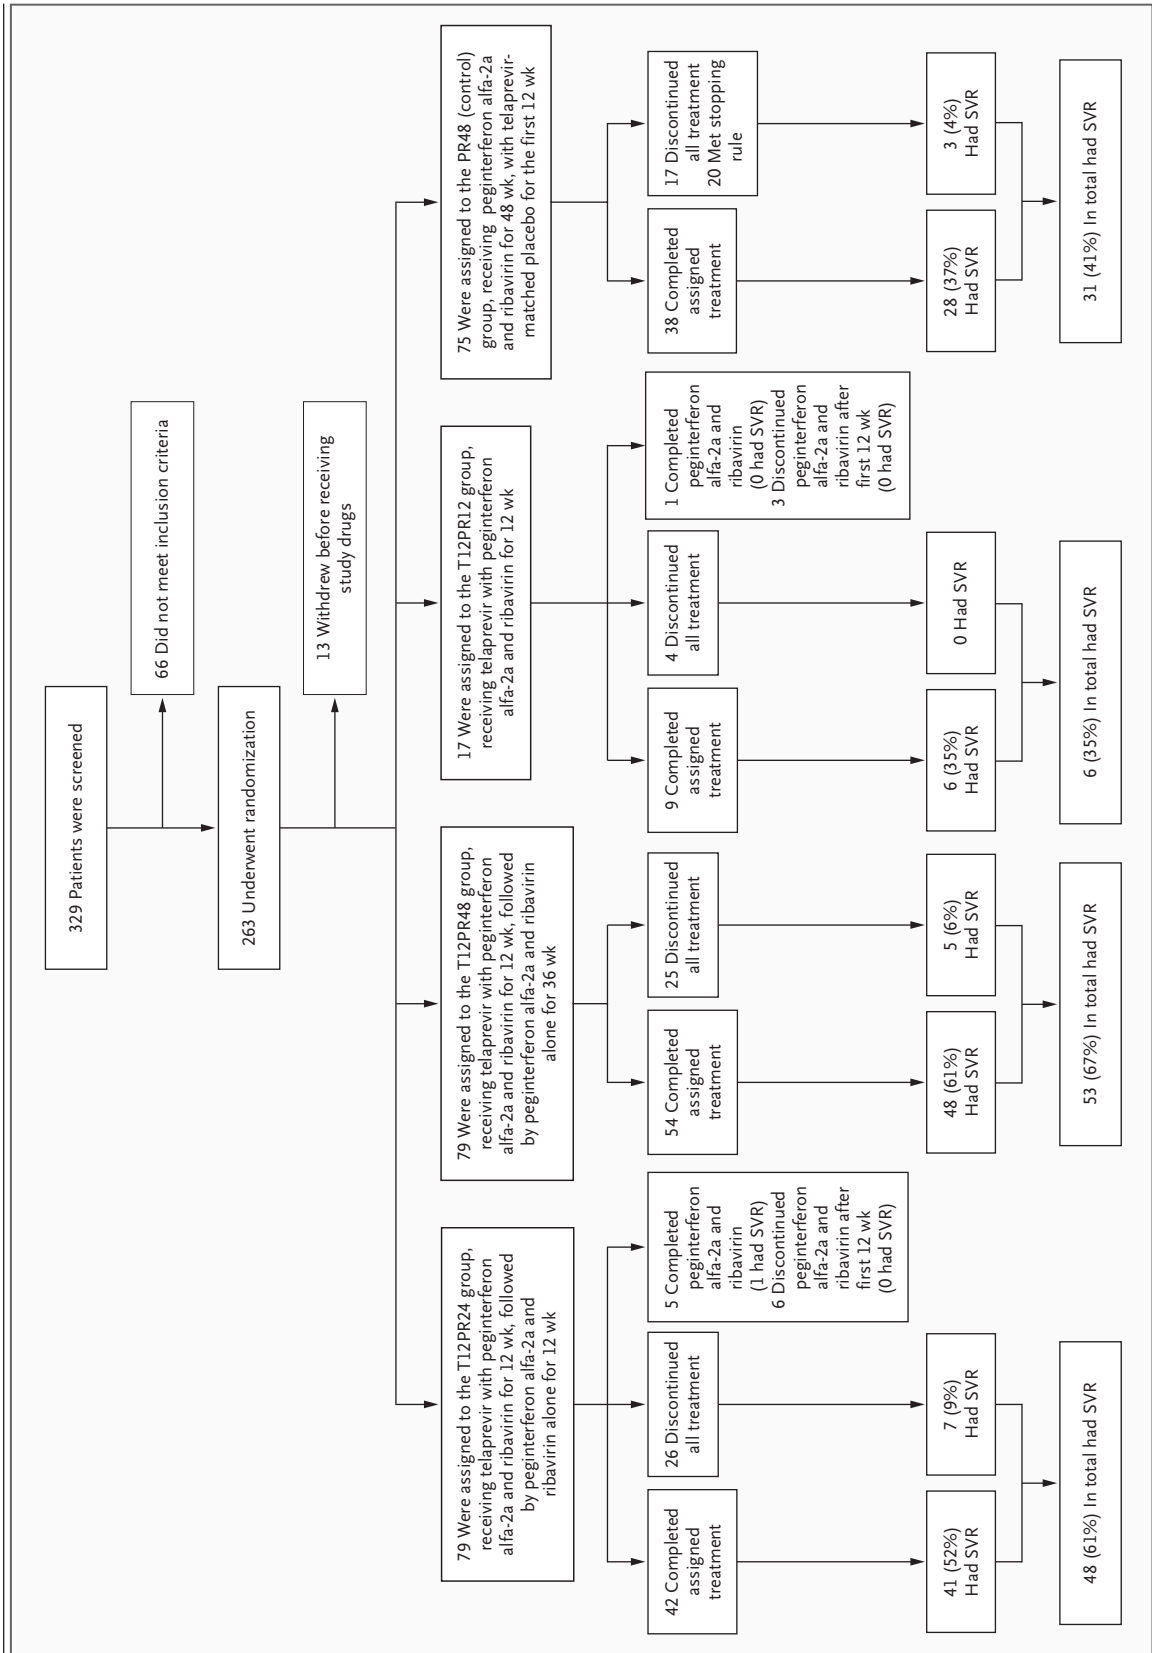 329 Patients were screened
66 Did not meet inclusion criteria
263 Underwent randomization
13 Withdrew before receiving
study drugs
79 Were assigned to the T12PR24 group,
receiving telaprevir with peginterferon
alfa-2a and ribavirin for 12 wk, followed
by peginterferon alfa-2a and
ribavirin alone for 12 wk
79 Were assigned to the T12PR48 group,
receiving telaprevir with peginterferon
alfa-2a and ribavirin for 12 wk, followed
by peginterferon alfa-2a and ribavirin
alone for 36 wk
17 Were assigned to the T12PR12 group,
receiving telaprevir with peginterferon
alfa-2a and ribavirin for 12 wk
75 Were assigned to the PR48 (control)
group, receiving peginterferon alfa-2a
and ribavirin for 48 wk, with telaprevir-
matched placebo for the first 12 wk
42 Completed
assigned
treatment
26 Discontinued
all treatment
5 Completed
peginterferon
alfa-2a and
ribavirin
(1 had SVR)
6 Discontinued
peginterferon
alfa-2a and
ribavirin after
first 12 wk
(0 had SVR)
54 Completed
assigned
treatment
25 Discontinued
all treatment
9 Completed
assigned
treatment
4 Discontinued
all treatment
1 Completed
peginterferon
alfa-2a and
ribavirin
(0 had SVR)
3 Discontinued
peginterferon
alfa-2a and
ribavirin after
first 12 wk
(0 had SVR)
38 Completed
assigned
treatment
17 Discontinued
all treatment
20 Met stopping
rule
41 (52%)
Had SVR
7 (9%)
Had SVR
48 (61%)
Had SVR
5 (6%)
Had SVR
6 (35%)
Had SVR
0 Had SVR
28 (37%)
Had SVR
3 (4%)
Had SVR
48 (61%) In total had SVR
53 (67%) In total had SVR
6 (35%) In total had SVR
31 (41%) In total had SVR